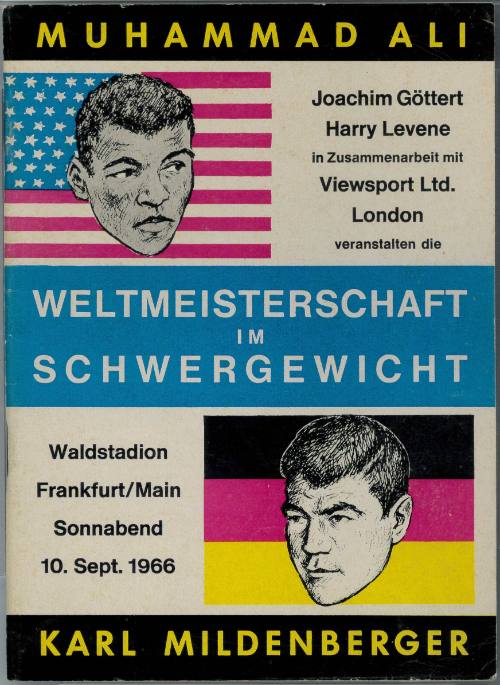 MUHAMMAD ALI
Joachim Göttert
Harry Levene
in Zusammenarbeit mit
Viewsport Ltd.
London
veranstalten die
WELTMEISTERSCHAFT
IM
SCHWERGEWICHT
Waldstadion
Frankfurt/Main
Sonnabend
10. Sept. 1966
KARL MILDENBERGER